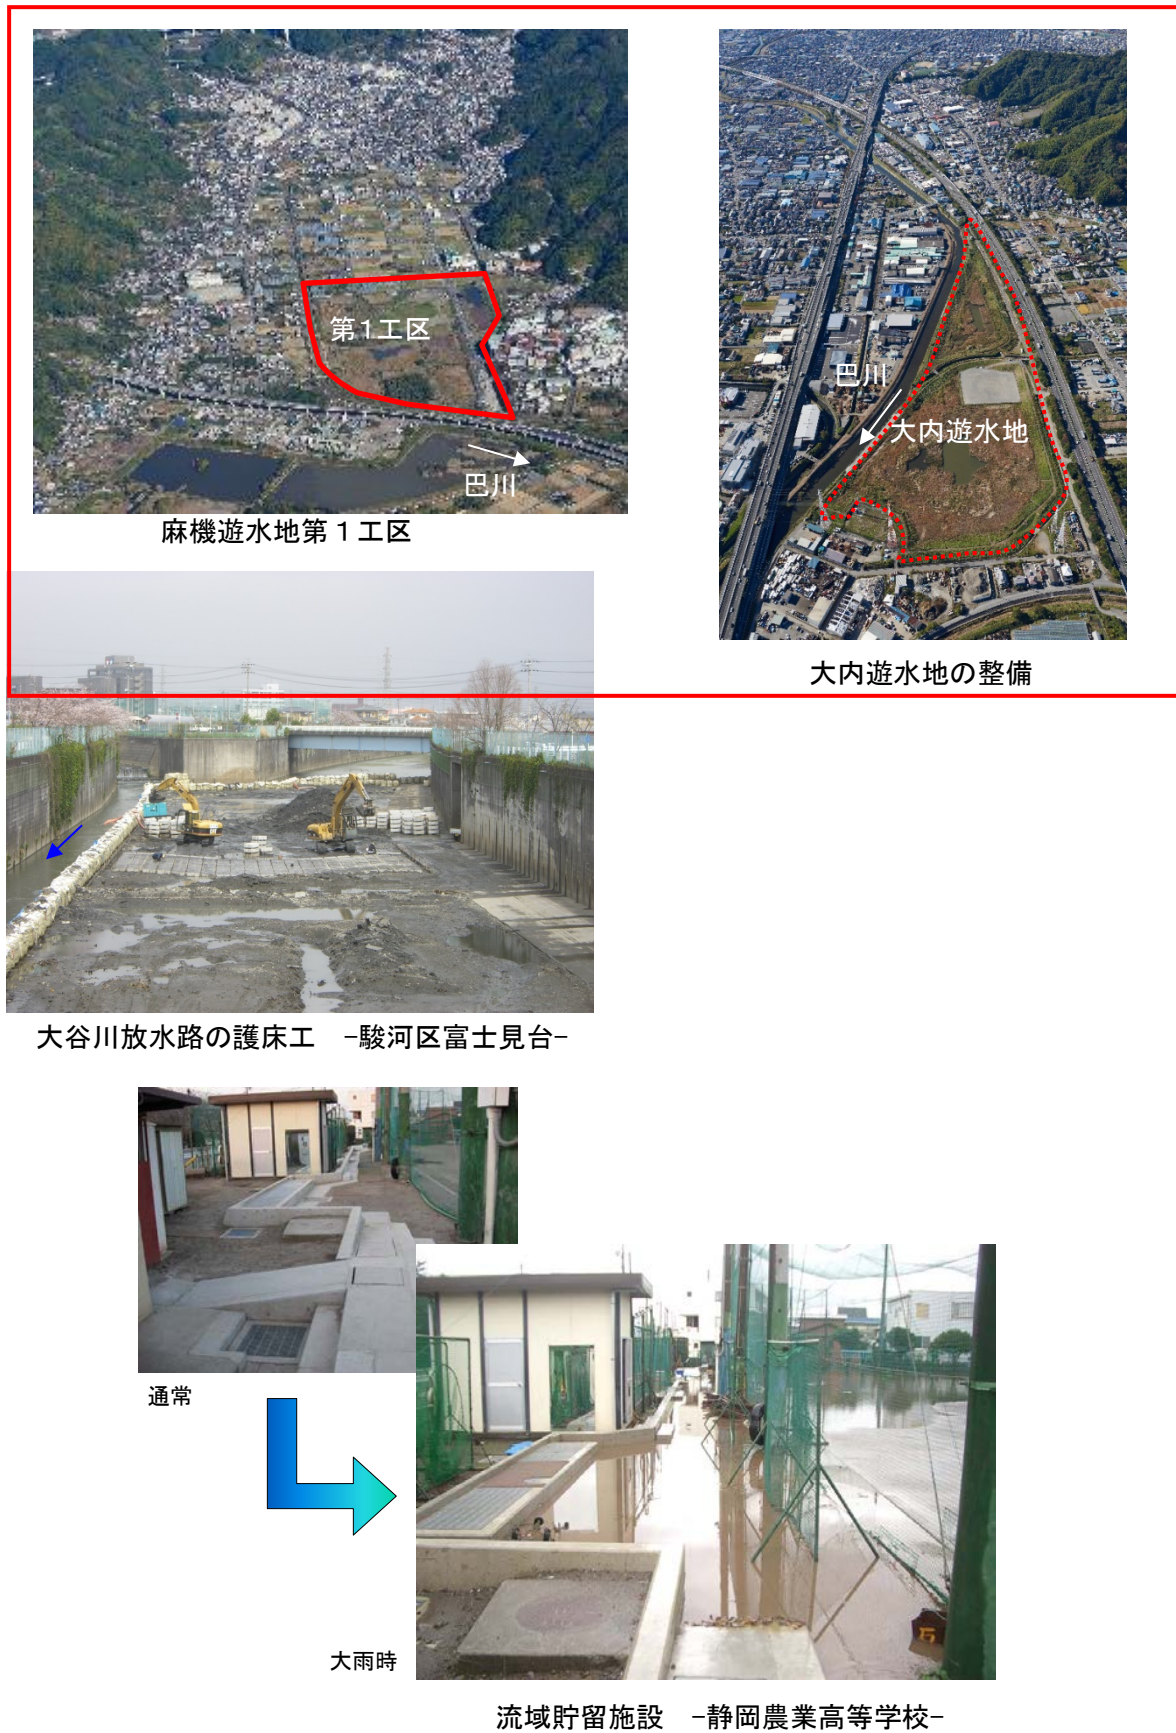 第１工区
巴川
麻機遊水地第１工区
巴川
大内遊水地
大内遊水地の整備
大谷川放水路の護床工　-駿河区富士見台-
通常
大雨時
流域貯留施設　-静岡農業高等学校-